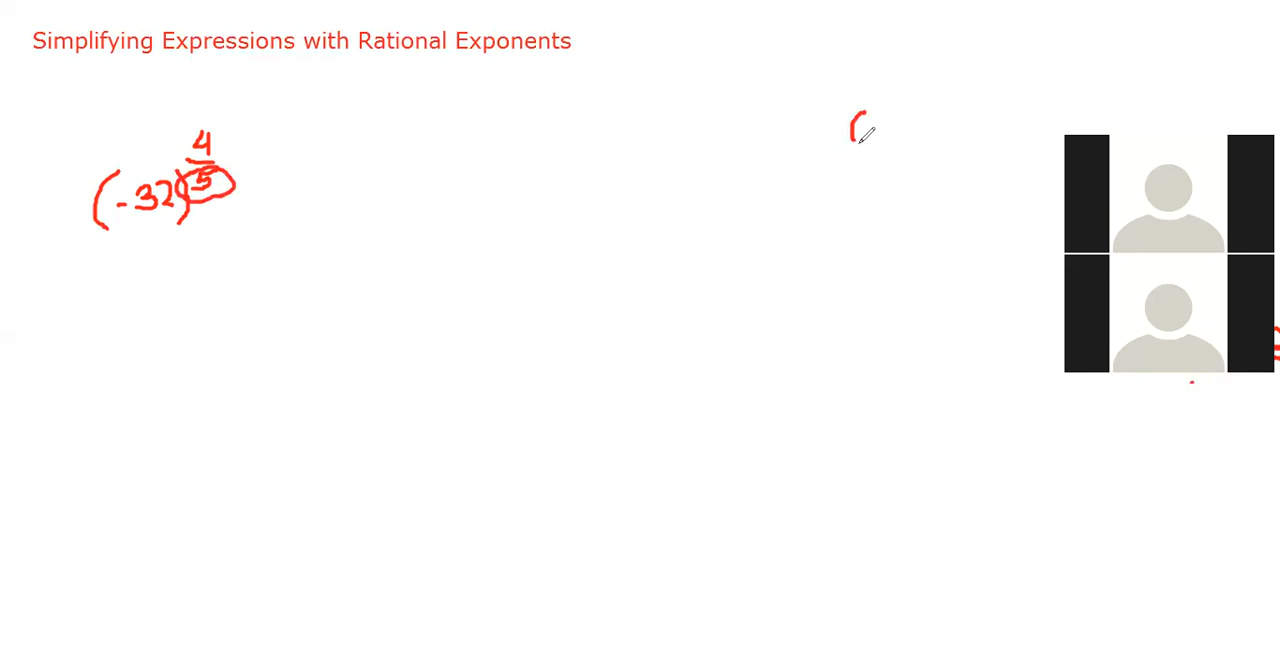 Simplifying Expressions with Rational Exponents
(-32)^(4/5)
(